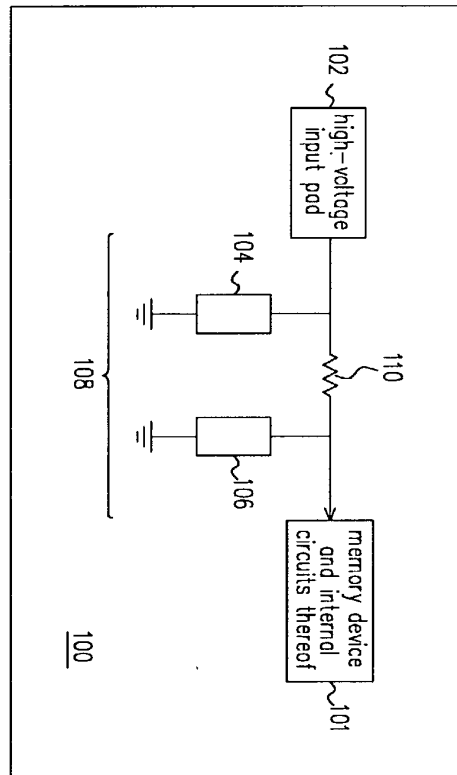 102
high-voltage
input pad
104
110
108
106
memory device
and internal
circuits thereof
101
100